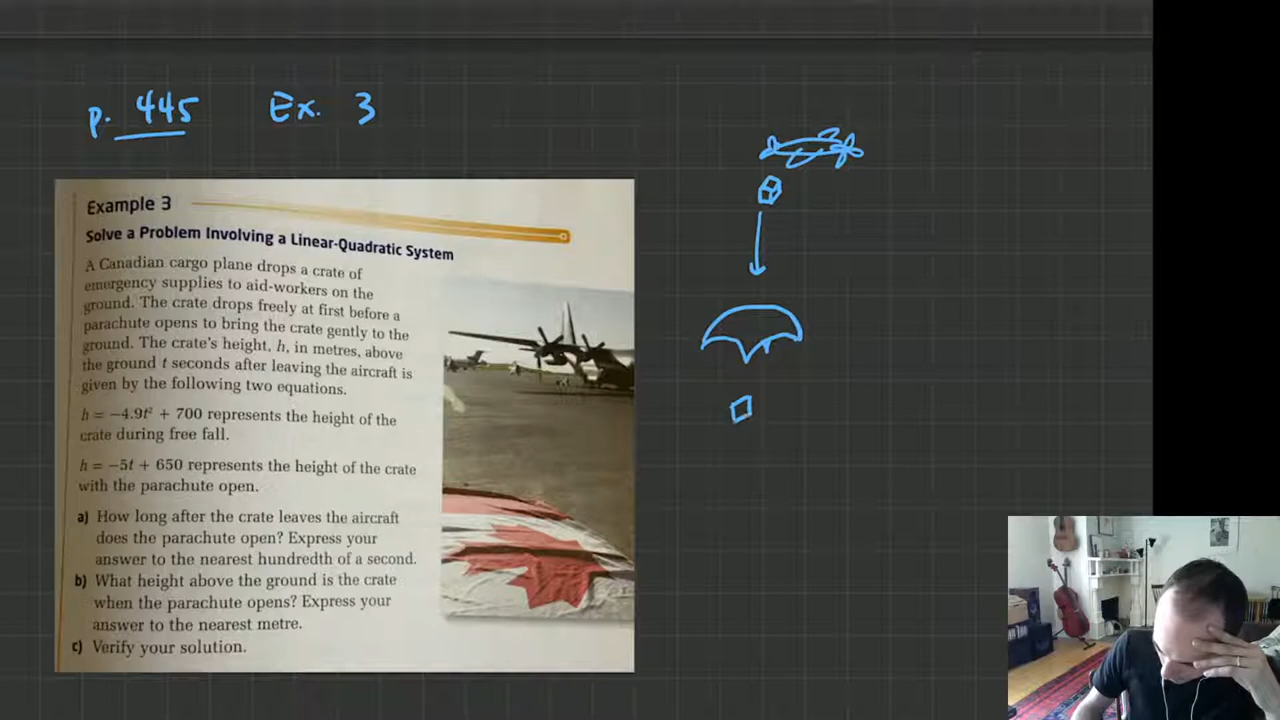 p. 445 Ex. 3
Example 3
Solve a Problem Involving a Linear-Quadratic System
A Canadian cargo plane drops a crate of
emergency supplies to aid-workers on the
ground. The crate drops freely at first before a
parachute opens to bring the crate gently to the
ground. The crate's height, h, in metres, above
the ground t seconds after leaving the aircraft is
given by the following two equations.
h = −4.9t² + 700 represents the height of the
crate during free fall.
h = −5t + 650 represents the height of the crate
with the parachute open.
a) How long after the crate leaves the aircraft
does the parachute open? Express your
answer to the nearest hundredth of a second.
b) What height above the ground is the crate
when the parachute opens? Express your
answer to the nearest metre.
c) Verify your solution.